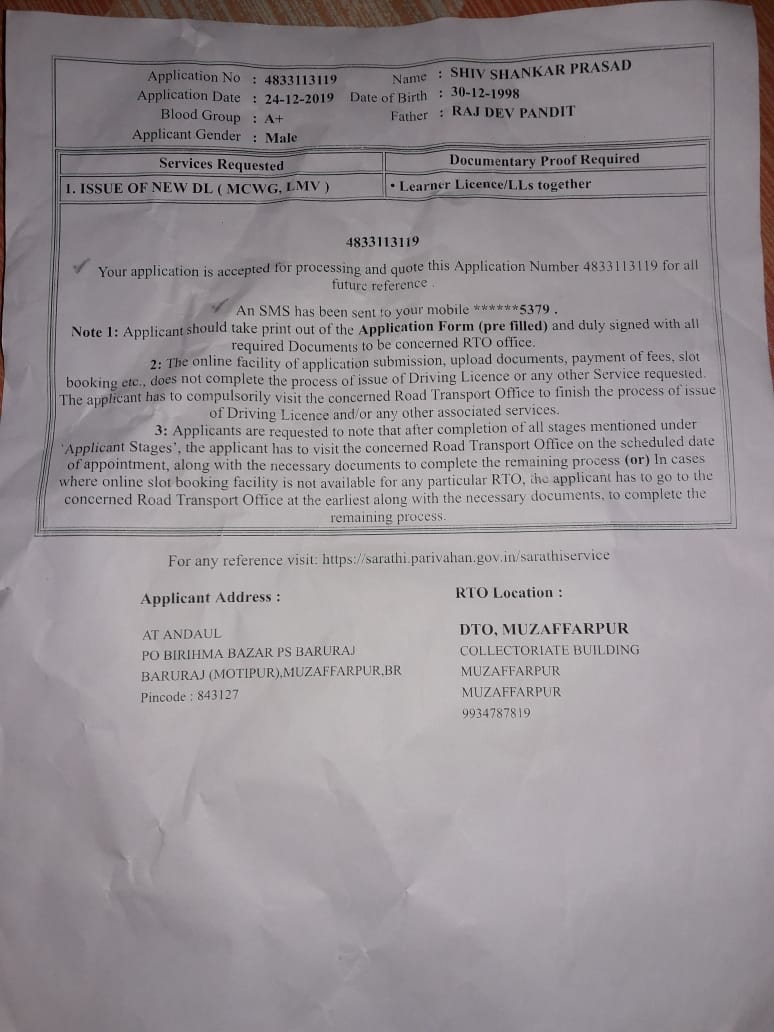 Application No : 4833113119 Name : SHIV SHANKAR PRASAD
Application Date : 24-12-2019 Date of Birth : 30-12-1998
Blood Group : A+ Father : RAJ DEV PANDIT
Applicant Gender : Male
Services Requested Documentary Proof Required
1. ISSUE OF NEW DL ( MCWG, LMV ) • Learner Licence/LLs together
4833113119
Your application is accepted for processing and quote this Application Number 4833113119 for all
future reference .
An SMS has been sent to your mobile ******5379 .
Note 1: Applicant should take print out of the Application Form (pre filled) and duly signed with all
required Documents to be concerned RTO office.
2: The online facility of application submission, upload documents, payment of fees, slot
booking etc., does not complete the process of issue of Driving Licence or any other Service requested.
The applicant has to compulsorily visit the concerned Road Transport Office to finish the process of issue
of Driving Licence and/or any other associated services.
3: Applicants are requested to note that after completion of all stages mentioned under
'Applicant Stages', the applicant has to visit the concerned Road Transport Office on the scheduled date
of appointment, along with the necessary documents to complete the remaining process (or) In cases
where online slot booking facility is not available for any particular RTO, the applicant has to go to the
concerned Road Transport Office at the earliest along with the necessary documents, to complete the
remaining process.
For any reference visit: https://sarathi.parivahan.gov.in/sarathiservice
Applicant Address :
AT ANDAUL
PO BIRIHMA BAZAR PS BARURAJ
BARURAJ (MOTIPUR),MUZAFFARPUR,BR
Pincode : 843127
RTO Location :
DTO, MUZAFFARPUR
COLLECTORIATE BUILDING
MUZAFFARPUR
MUZAFFARPUR
9934787819